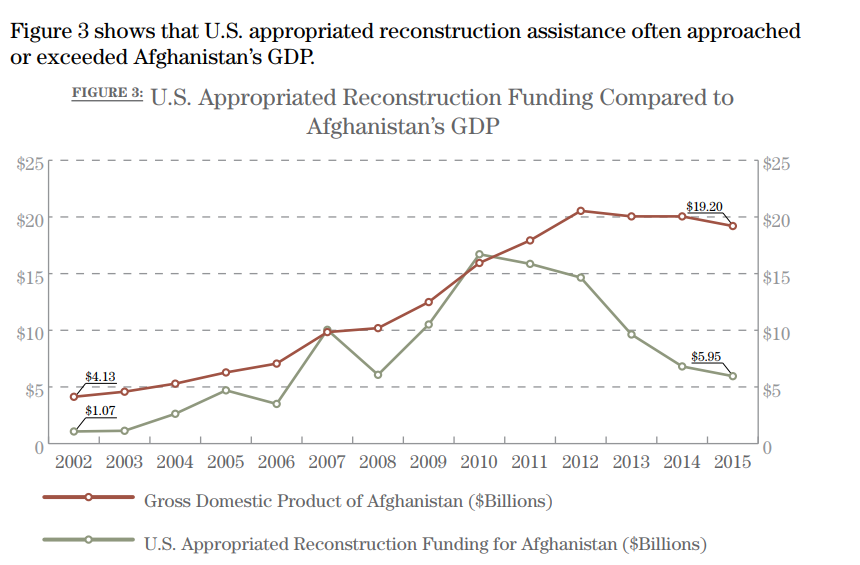 Figure 3 shows that U.S. appropriated reconstruction assistance often approached
or exceeded Afghanistan's GDP.
FIGURE 3: U.S. Appropriated Reconstruction Funding Compared to
Afghanistan's GDP
$25 $25
$19.20
$20 $20
$15 $15
$10 $10
$5.95
$4.13
$5 $5
$1.07
0 0
2002 2003 2004 2005 2006 2007 2008 2009 2010 2011 2012 2013 2014 2015
Gross Domestic Product of Afghanistan ($Billions)
U.S. Appropriated Reconstruction Funding for Afghanistan ($Billions)